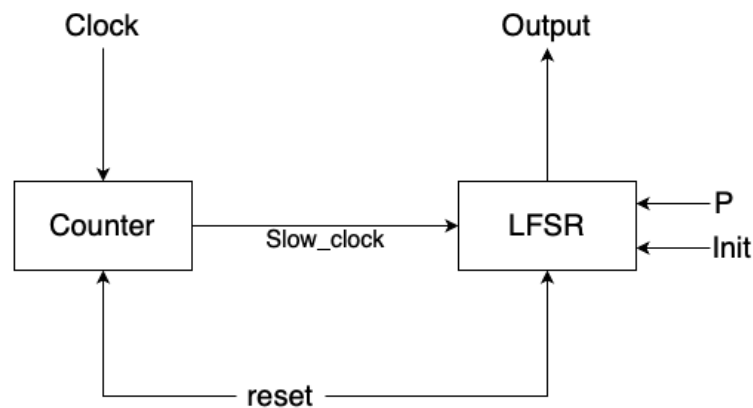 Clock
Output
Counter
Slow_clock
LFSR
P
Init
reset